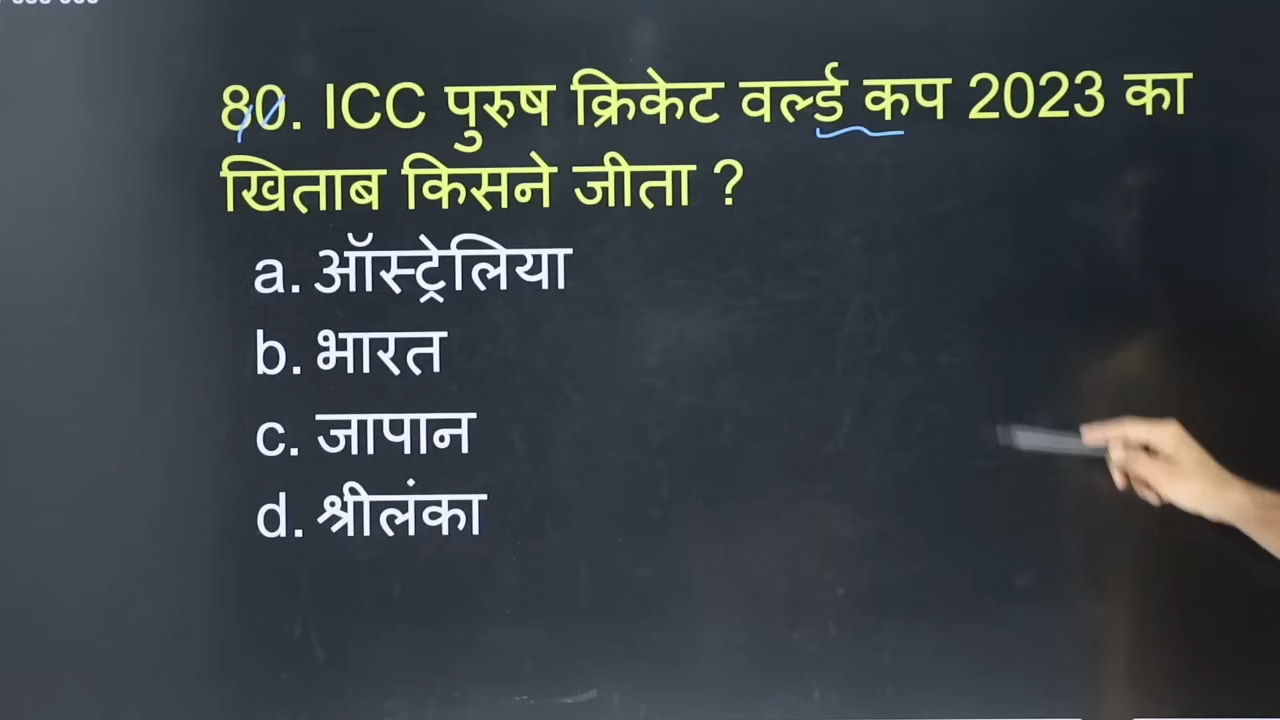 80. ICC पुरुष क्रिकेट वर्ल्ड कप 2023 का
खिताब किसने जीता ?
a. ऑस्ट्रेलिया
b. भारत
c. जापान
d. श्रीलंका